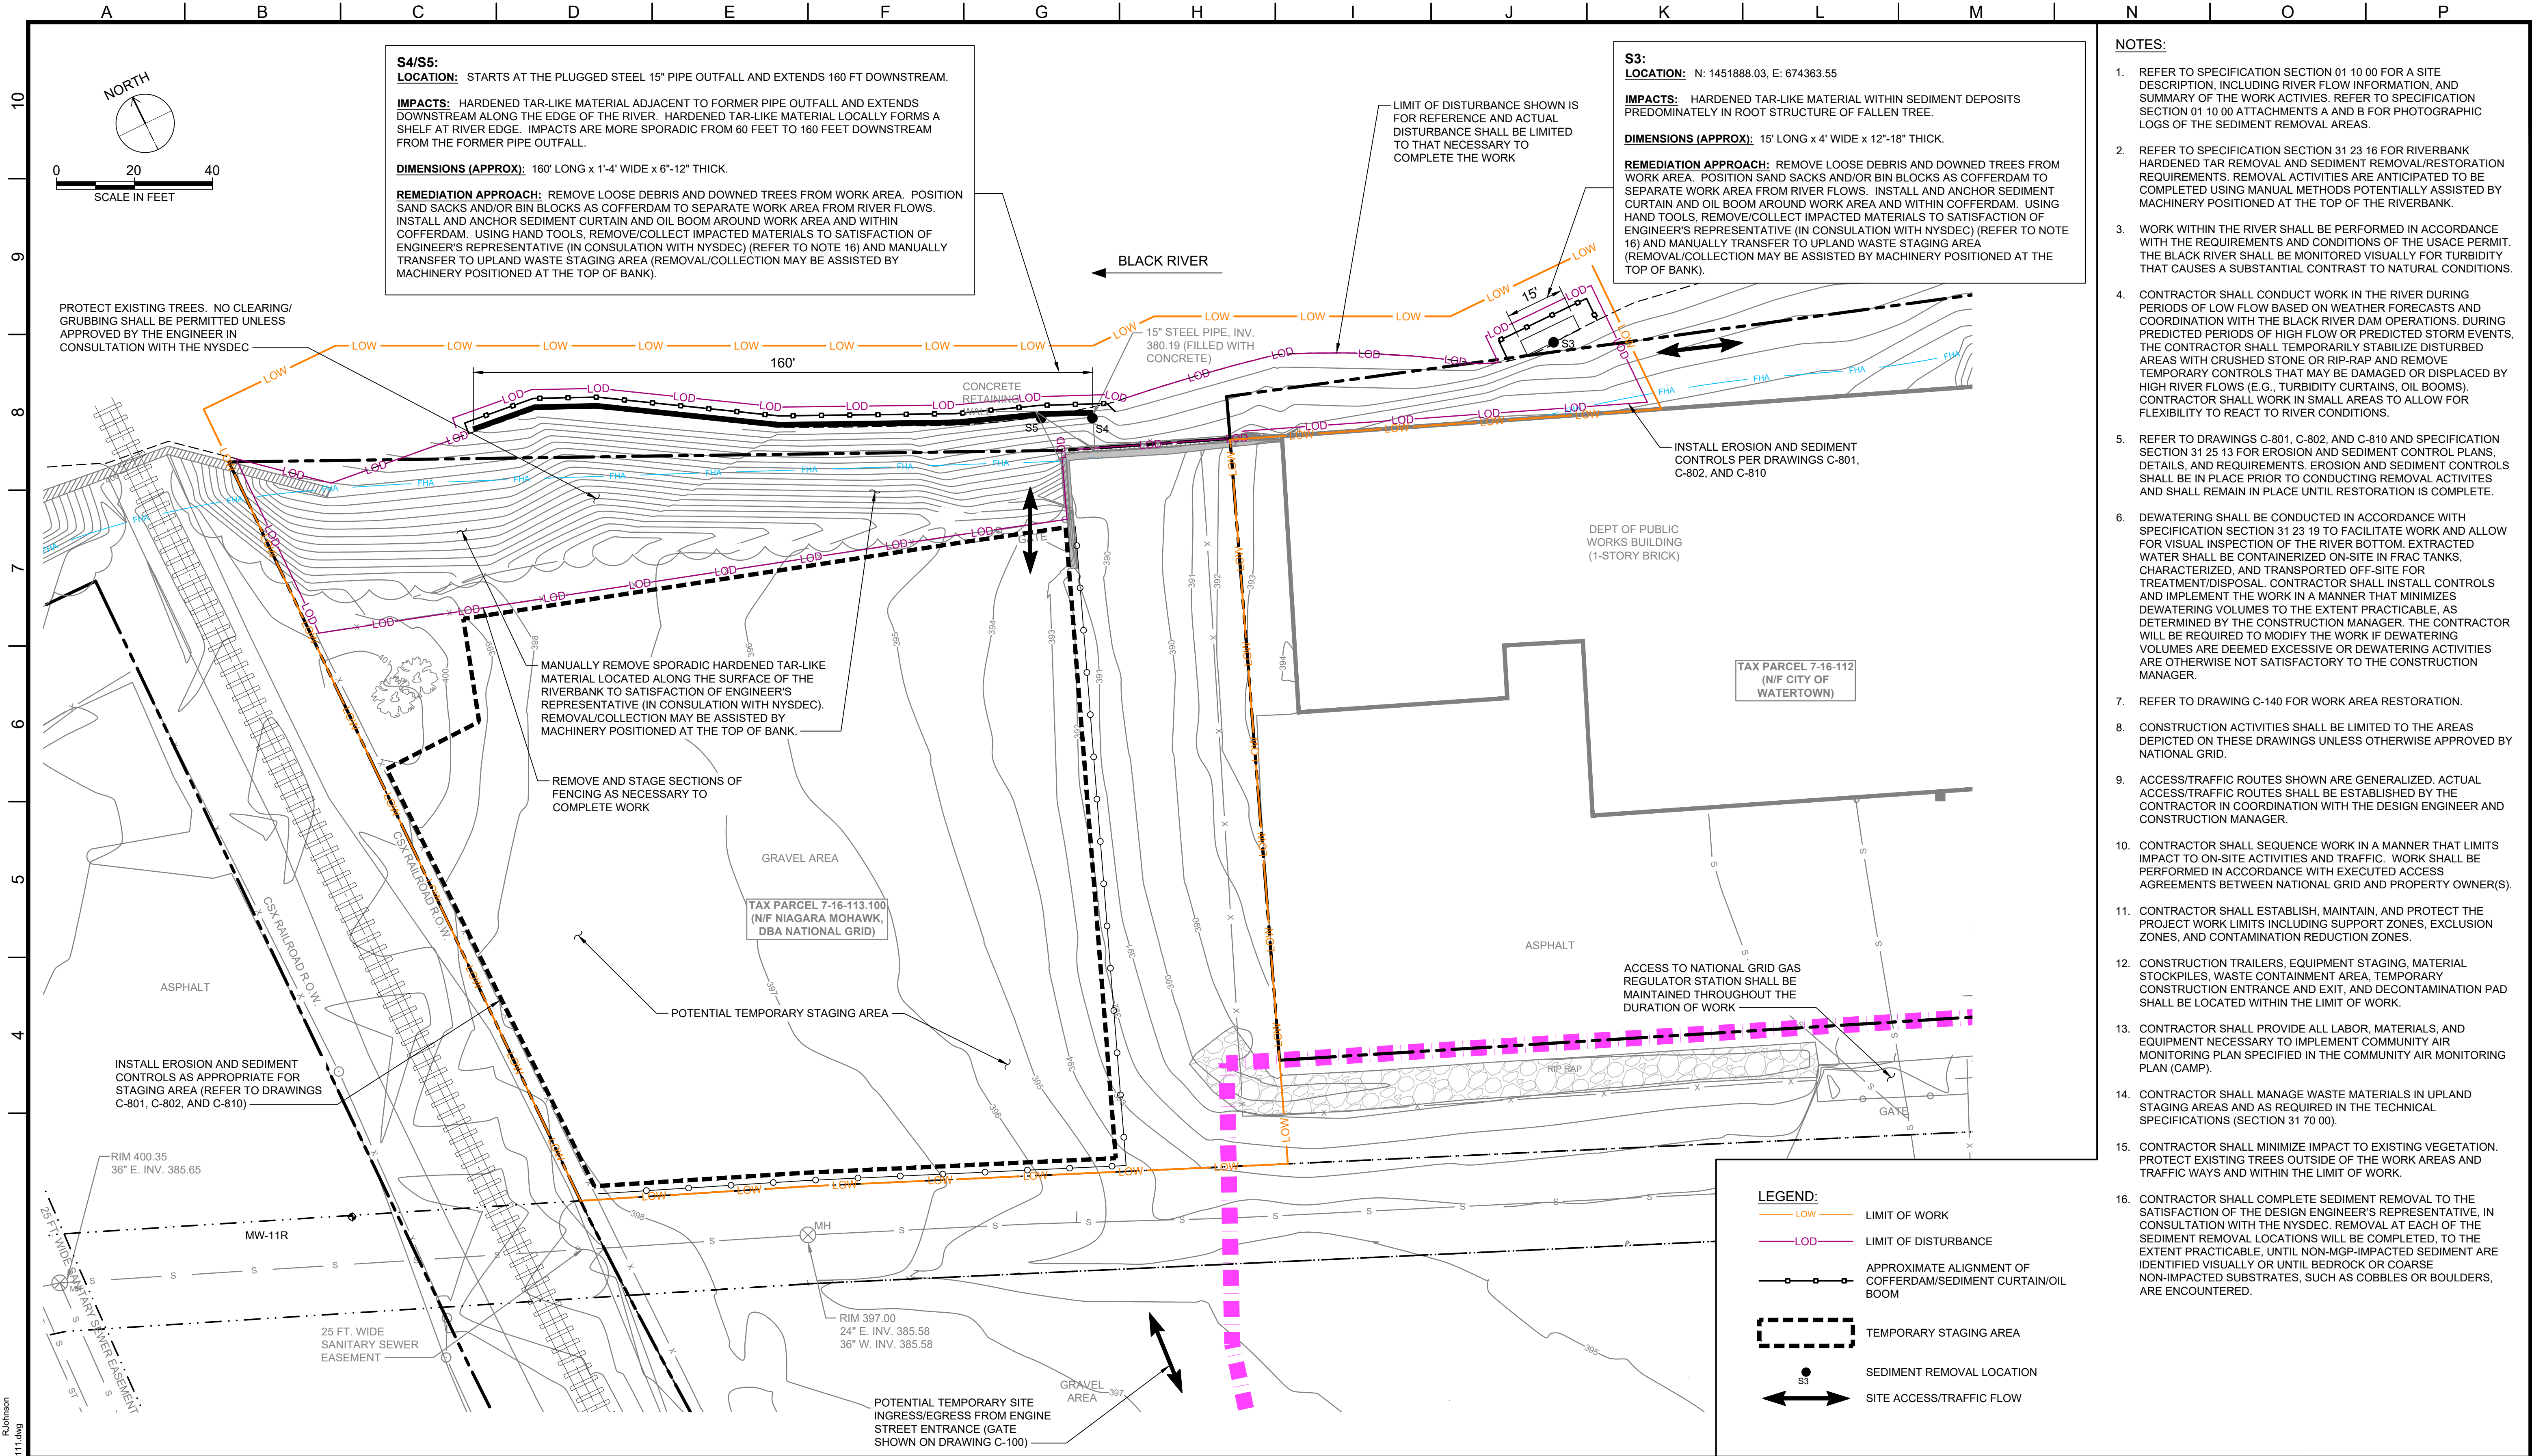 A B C D E F G H I J K L M N O P
10
9
8
7
6
5
4
NORTH
0 20 40
SCALE IN FEET
S4/S5:
LOCATION: STARTS AT THE PLUGGED STEEL 15" PIPE OUTFALL AND EXTENDS 160 FT DOWNSTREAM.
IMPACTS: HARDENED TAR-LIKE MATERIAL ADJACENT TO FORMER PIPE OUTFALL AND EXTENDS
DOWNSTREAM ALONG THE EDGE OF THE RIVER. HARDENED TAR-LIKE MATERIAL LOCALLY FORMS A
SHELF AT RIVER EDGE. IMPACTS ARE MORE SPORADIC FROM 60 FEET TO 160 FEET DOWNSTREAM
FROM THE FORMER PIPE OUTFALL.
DIMENSIONS (APPROX): 160' LONG x 1'-4' WIDE x 6"-12" THICK.
REMEDIATION APPROACH: REMOVE LOOSE DEBRIS AND DOWNED TREES FROM WORK AREA. POSITION
SAND SACKS AND/OR BIN BLOCKS AS COFFERDAM TO SEPARATE WORK AREA FROM RIVER FLOWS.
INSTALL AND ANCHOR SEDIMENT CURTAIN AND OIL BOOM AROUND WORK AREA AND WITHIN
COFFERDAM. USING HAND TOOLS, REMOVE/COLLECT IMPACTED MATERIALS TO SATISFACTION OF
ENGINEER'S REPRESENTATIVE (IN CONSULATION WITH NYSDEC) (REFER TO NOTE 16) AND MANUALLY
TRANSFER TO UPLAND WASTE STAGING AREA (REMOVAL/COLLECTION MAY BE ASSISTED BY
MACHINERY POSITIONED AT THE TOP OF BANK).
LIMIT OF DISTURBANCE SHOWN IS
FOR REFERENCE AND ACTUAL
DISTURBANCE SHALL BE LIMITED
TO THAT NECESSARY TO
COMPLETE THE WORK
S3:
LOCATION: N: 1451888.03, E: 674363.55
IMPACTS: HARDENED TAR-LIKE MATERIAL WITHIN SEDIMENT DEPOSITS
PREDOMINATELY IN ROOT STRUCTURE OF FALLEN TREE.
DIMENSIONS (APPROX): 15' LONG x 4' WIDE x 12"-18" THICK.
REMEDIATION APPROACH: REMOVE LOOSE DEBRIS AND DOWNED TREES FROM
WORK AREA. POSITION SAND SACKS AND/OR BIN BLOCKS AS COFFERDAM TO
SEPARATE WORK AREA FROM RIVER FLOWS. INSTALL AND ANCHOR SEDIMENT
CURTAIN AND OIL BOOM AROUND WORK AREA AND WITHIN COFFERDAM. USING
HAND TOOLS, REMOVE/COLLECT IMPACTED MATERIALS TO SATISFACTION OF
ENGINEER'S REPRESENTATIVE (IN CONSULATION WITH NYSDEC) (REFER TO NOTE
16) AND MANUALLY TRANSFER TO UPLAND WASTE STAGING AREA
(REMOVAL/COLLECTION MAY BE ASSISTED BY MACHINERY POSITIONED AT THE
TOP OF BANK).
BLACK RIVER
PROTECT EXISTING TREES. NO CLEARING/
GRUBBING SHALL BE PERMITTED UNLESS
APPROVED BY THE ENGINEER IN
CONSULTATION WITH THE NYSDEC
15" STEEL PIPE, INV.
380.19 (FILLED WITH
CONCRETE)
160'
15'
S3
CONCRETE
RETAINING
WALL
S5
S4
LOW
LOD
FHA
INSTALL EROSION AND SEDIMENT
CONTROLS PER DRAWINGS C-801,
C-802, AND C-810
GATE
DEPT OF PUBLIC
WORKS BUILDING
(1-STORY BRICK)
TAX PARCEL 7-16-112
(N/F CITY OF
WATERTOWN)
MANUALLY REMOVE SPORADIC HARDENED TAR-LIKE
MATERIAL LOCATED ALONG THE SURFACE OF THE
RIVERBANK TO SATISFACTION OF ENGINEER'S
REPRESENTATIVE (IN CONSULATION WITH NYSDEC).
REMOVAL/COLLECTION MAY BE ASSISTED BY
MACHINERY POSITIONED AT THE TOP OF BANK.
REMOVE AND STAGE SECTIONS OF
FENCING AS NECESSARY TO
COMPLETE WORK
401 400 399 398 396 395 394 393 392 391 390
391 392 393 390 394
GRAVEL AREA
TAX PARCEL 7-16-113.100
(N/F NIAGARA MOHAWK,
DBA NATIONAL GRID)
CSX RAILROAD R.O.W.
CSX RAILROAD R.O.W.
ASPHALT
ASPHALT
POTENTIAL TEMPORARY STAGING AREA
ACCESS TO NATIONAL GRID GAS
REGULATOR STATION SHALL BE
MAINTAINED THROUGHOUT THE
DURATION OF WORK
INSTALL EROSION AND SEDIMENT
CONTROLS AS APPROPRIATE FOR
STAGING AREA (REFER TO DRAWINGS
C-801, C-802, AND C-810)
RIP RAP
GATE
397 396 395 394 393 392 391 390
RIM 400.35
36" E. INV. 385.65
MW-11R
398
MH
MH
25 FT. WIDE SANITARY SEWER EASEMENT
25 FT. WIDE
SANITARY SEWER
EASEMENT
RIM 397.00
24" E. INV. 385.58
36" W. INV. 385.58
GRAVEL
AREA
397
395
ST
S
POTENTIAL TEMPORARY SITE
INGRESS/EGRESS FROM ENGINE
STREET ENTRANCE (GATE
SHOWN ON DRAWING C-100)
LEGEND:
LOW LIMIT OF WORK
LOD LIMIT OF DISTURBANCE
APPROXIMATE ALIGNMENT OF
COFFERDAM/SEDIMENT CURTAIN/OIL
BOOM
TEMPORARY STAGING AREA
S3 SEDIMENT REMOVAL LOCATION
SITE ACCESS/TRAFFIC FLOW
NOTES:
1. REFER TO SPECIFICATION SECTION 01 10 00 FOR A SITE
DESCRIPTION, INCLUDING RIVER FLOW INFORMATION, AND
SUMMARY OF THE WORK ACTIVIES. REFER TO SPECIFICATION
SECTION 01 10 00 ATTACHMENTS A AND B FOR PHOTOGRAPHIC
LOGS OF THE SEDIMENT REMOVAL AREAS.
2. REFER TO SPECIFICATION SECTION 31 23 16 FOR RIVERBANK
HARDENED TAR REMOVAL AND SEDIMENT REMOVAL/RESTORATION
REQUIREMENTS. REMOVAL ACTIVITIES ARE ANTICIPATED TO BE
COMPLETED USING MANUAL METHODS POTENTIALLY ASSISTED BY
MACHINERY POSITIONED AT THE TOP OF THE RIVERBANK.
3. WORK WITHIN THE RIVER SHALL BE PERFORMED IN ACCORDANCE
WITH THE REQUIREMENTS AND CONDITIONS OF THE USACE PERMIT.
THE BLACK RIVER SHALL BE MONITORED VISUALLY FOR TURBIDITY
THAT CAUSES A SUBSTANTIAL CONTRAST TO NATURAL CONDITIONS.
4. CONTRACTOR SHALL CONDUCT WORK IN THE RIVER DURING
PERIODS OF LOW FLOW BASED ON WEATHER FORECASTS AND
COORDINATION WITH THE BLACK RIVER DAM OPERATIONS. DURING
PREDICTED PERIODS OF HIGH FLOW OR PREDICTED STORM EVENTS,
THE CONTRACTOR SHALL TEMPORARILY STABILIZE DISTURBED
AREAS WITH CRUSHED STONE OR RIP-RAP AND REMOVE
TEMPORARY CONTROLS THAT MAY BE DAMAGED OR DISPLACED BY
HIGH RIVER FLOWS (E.G., TURBIDITY CURTAINS, OIL BOOMS).
CONTRACTOR SHALL WORK IN SMALL AREAS TO ALLOW FOR
FLEXIBILITY TO REACT TO RIVER CONDITIONS.
5. REFER TO DRAWINGS C-801, C-802, AND C-810 AND SPECIFICATION
SECTION 31 25 13 FOR EROSION AND SEDIMENT CONTROL PLANS,
DETAILS, AND REQUIREMENTS. EROSION AND SEDIMENT CONTROLS
SHALL BE IN PLACE PRIOR TO CONDUCTING REMOVAL ACTIVITES
AND SHALL REMAIN IN PLACE UNTIL RESTORATION IS COMPLETE.
6. DEWATERING SHALL BE CONDUCTED IN ACCORDANCE WITH
SPECIFICATION SECTION 31 23 19 TO FACILITATE WORK AND ALLOW
FOR VISUAL INSPECTION OF THE RIVER BOTTOM. EXTRACTED
WATER SHALL BE CONTAINERIZED ON-SITE IN FRAC TANKS,
CHARACTERIZED, AND TRANSPORTED OFF-SITE FOR
TREATMENT/DISPOSAL. CONTRACTOR SHALL INSTALL CONTROLS
AND IMPLEMENT THE WORK IN A MANNER THAT MINIMIZES
DEWATERING VOLUMES TO THE EXTENT PRACTICABLE, AS
DETERMINED BY THE CONSTRUCTION MANAGER. THE CONTRACTOR
WILL BE REQUIRED TO MODIFY THE WORK IF DEWATERING
VOLUMES ARE DEEMED EXCESSIVE OR DEWATERING ACTIVITIES
ARE OTHERWISE NOT SATISFACTORY TO THE CONSTRUCTION
MANAGER.
7. REFER TO DRAWING C-140 FOR WORK AREA RESTORATION.
8. CONSTRUCTION ACTIVITIES SHALL BE LIMITED TO THE AREAS
DEPICTED ON THESE DRAWINGS UNLESS OTHERWISE APPROVED BY
NATIONAL GRID.
9. ACCESS/TRAFFIC ROUTES SHOWN ARE GENERALIZED. ACTUAL
ACCESS/TRAFFIC ROUTES SHALL BE ESTABLISHED BY THE
CONTRACTOR IN COORDINATION WITH THE DESIGN ENGINEER AND
CONSTRUCTION MANAGER.
10. CONTRACTOR SHALL SEQUENCE WORK IN A MANNER THAT LIMITS
IMPACT TO ON-SITE ACTIVITIES AND TRAFFIC. WORK SHALL BE
PERFORMED IN ACCORDANCE WITH EXECUTED ACCESS
AGREEMENTS BETWEEN NATIONAL GRID AND PROPERTY OWNER(S).
11. CONTRACTOR SHALL ESTABLISH, MAINTAIN, AND PROTECT THE
PROJECT WORK LIMITS INCLUDING SUPPORT ZONES, EXCLUSION
ZONES, AND CONTAMINATION REDUCTION ZONES.
12. CONSTRUCTION TRAILERS, EQUIPMENT STAGING, MATERIAL
STOCKPILES, WASTE CONTAINMENT AREA, TEMPORARY
CONSTRUCTION ENTRANCE AND EXIT, AND DECONTAMINATION PAD
SHALL BE LOCATED WITHIN THE LIMIT OF WORK.
13. CONTRACTOR SHALL PROVIDE ALL LABOR, MATERIALS, AND
EQUIPMENT NECESSARY TO IMPLEMENT COMMUNITY AIR
MONITORING PLAN SPECIFIED IN THE COMMUNITY AIR MONITORING
PLAN (CAMP).
14. CONTRACTOR SHALL MANAGE WASTE MATERIALS IN UPLAND
STAGING AREAS AND AS REQUIRED IN THE TECHNICAL
SPECIFICATIONS (SECTION 31 70 00).
15. CONTRACTOR SHALL MINIMIZE IMPACT TO EXISTING VEGETATION.
PROTECT EXISTING TREES OUTSIDE OF THE WORK AREAS AND
TRAFFIC WAYS AND WITHIN THE LIMIT OF WORK.
16. CONTRACTOR SHALL COMPLETE SEDIMENT REMOVAL TO THE
SATISFACTION OF THE DESIGN ENGINEER'S REPRESENTATIVE, IN
CONSULTATION WITH THE NYSDEC. REMOVAL AT EACH OF THE
SEDIMENT REMOVAL LOCATIONS WILL BE COMPLETED, TO THE
EXTENT PRACTICABLE, UNTIL NON-MGP-IMPACTED SEDIMENT ARE
IDENTIFIED VISUALLY OR UNTIL BEDROCK OR COARSE
NON-IMPACTED SUBSTRATES, SUCH AS COBBLES OR BOULDERS,
ARE ENCOUNTERED.
RJohnson
111.dwg